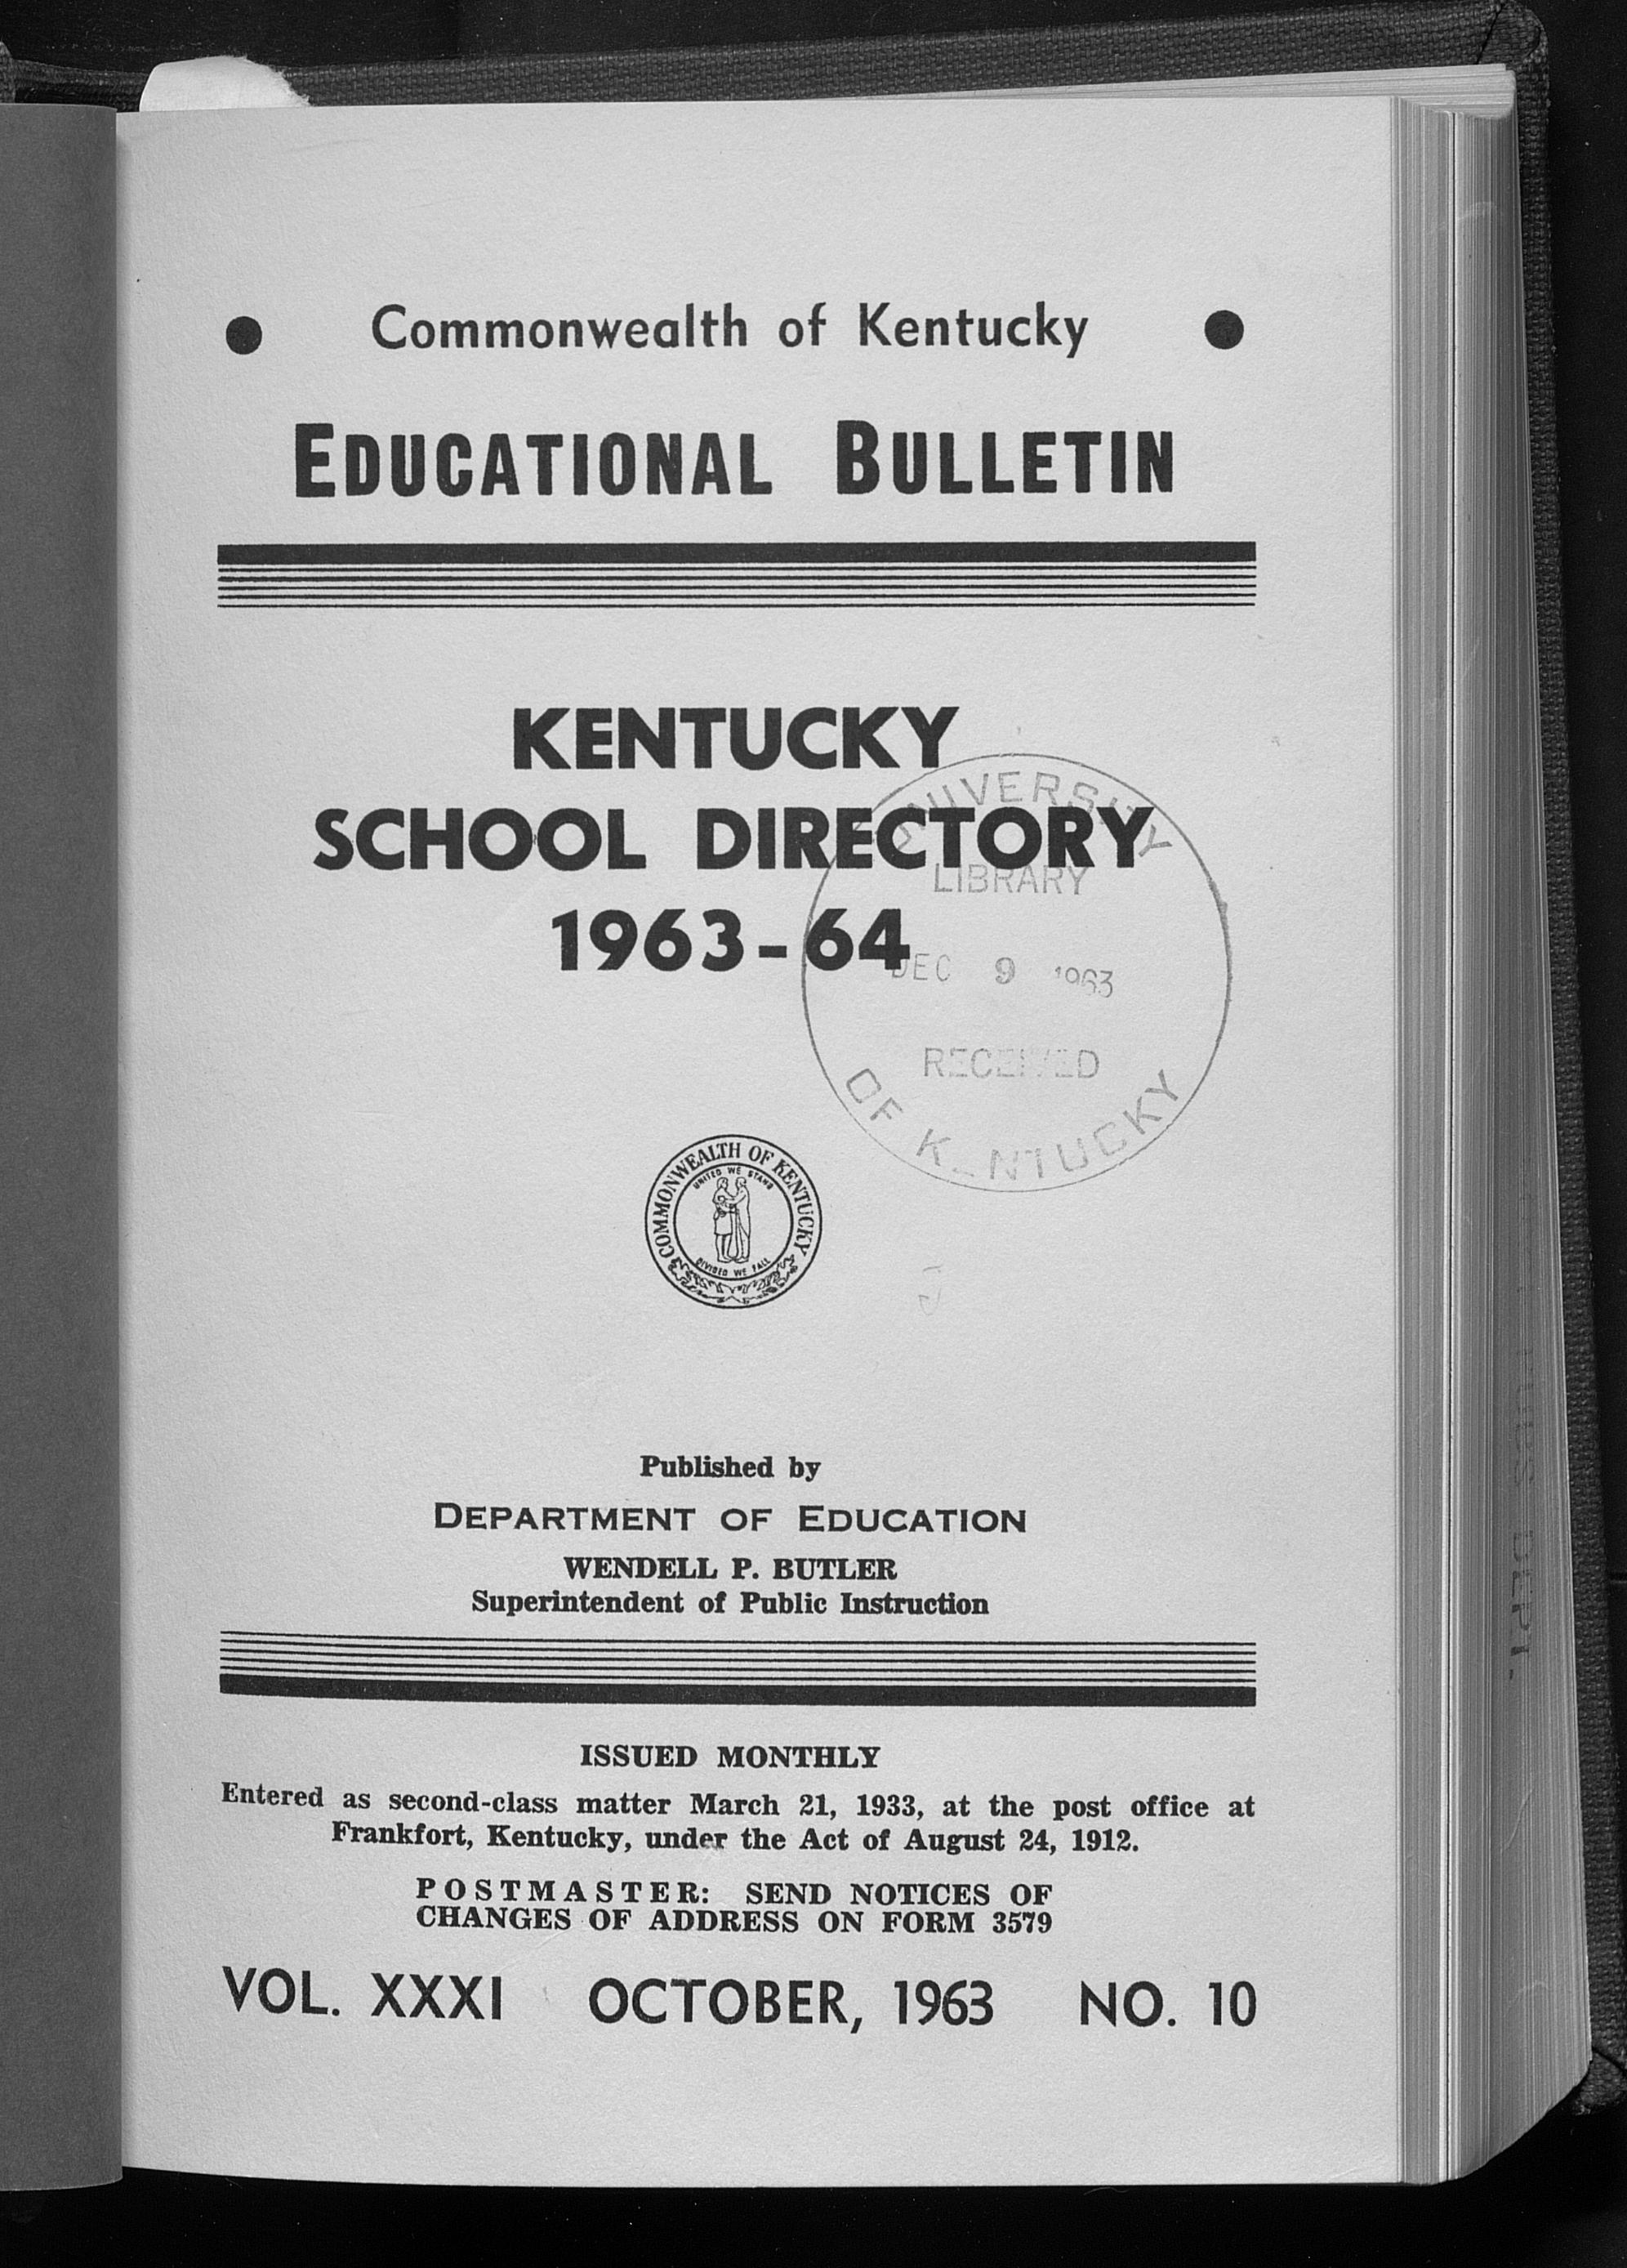 Commonwealth of Kentucky
EDUCATIONAL BULLETIN
KENTUCKY
SCHOOL DIRECTORY
1963-64
UNIVERSITY
LIBRARY
DEC 9 1963
RECEIVED
OF KENTUCKY
COMMONWEALTH OF KENTUCKY
UNITED WE STAND
DIVIDED WE FALL
Published by
DEPARTMENT OF EDUCATION
WENDELL P. BUTLER
Superintendent of Public Instruction
ISSUED MONTHLY
Entered as second-class matter March 21, 1933, at the post office at
Frankfort, Kentucky, under the Act of August 24, 1912.
POSTMASTER: SEND NOTICES OF
CHANGES OF ADDRESS ON FORM 3579
VOL. XXXI OCTOBER, 1963 NO. 10
DEPT.